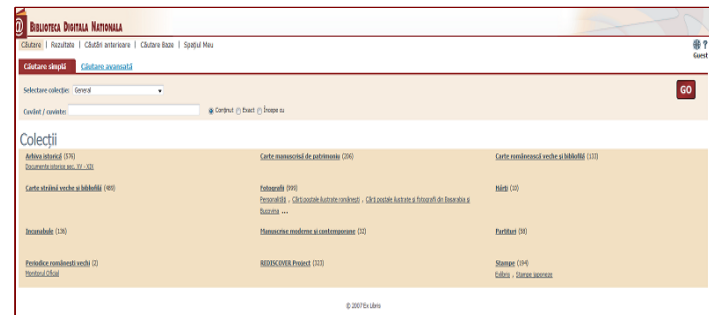 BIBLIOTECA DIGITALA NATIONALA
Căutare | Rezultate | Căutări anterioare | Căutare Baze | Spațiul Meu
?
Guest
Căutare simplă Căutare avansată
Selectare colecție: General
GO
Cuvânt / cuvinte: Conținut Exact Începe cu
Colecții
Arhiva istorică (576) Carte manuscrisă de patrimoniu (206) Carte românească veche și bibliofilă (132)
Documente istorice sec. XV - XIX
Carte străină veche și bibliofilă (485) Fotografii (999) Hărți (10)
Personalități , Cărți poștale ilustrate românești , Cărți poștale ilustrate și fotografii din Basarabia și
Bucovina ...
Incunabule (136) Manuscrise moderne și contemporane (32) Partituri (58)
Periodice românești vechi (2) REDISCOVER Project (323) Stampe (194)
Monitorul Oficial Exlibris , Stampe japoneze
© 2007 Ex Libris